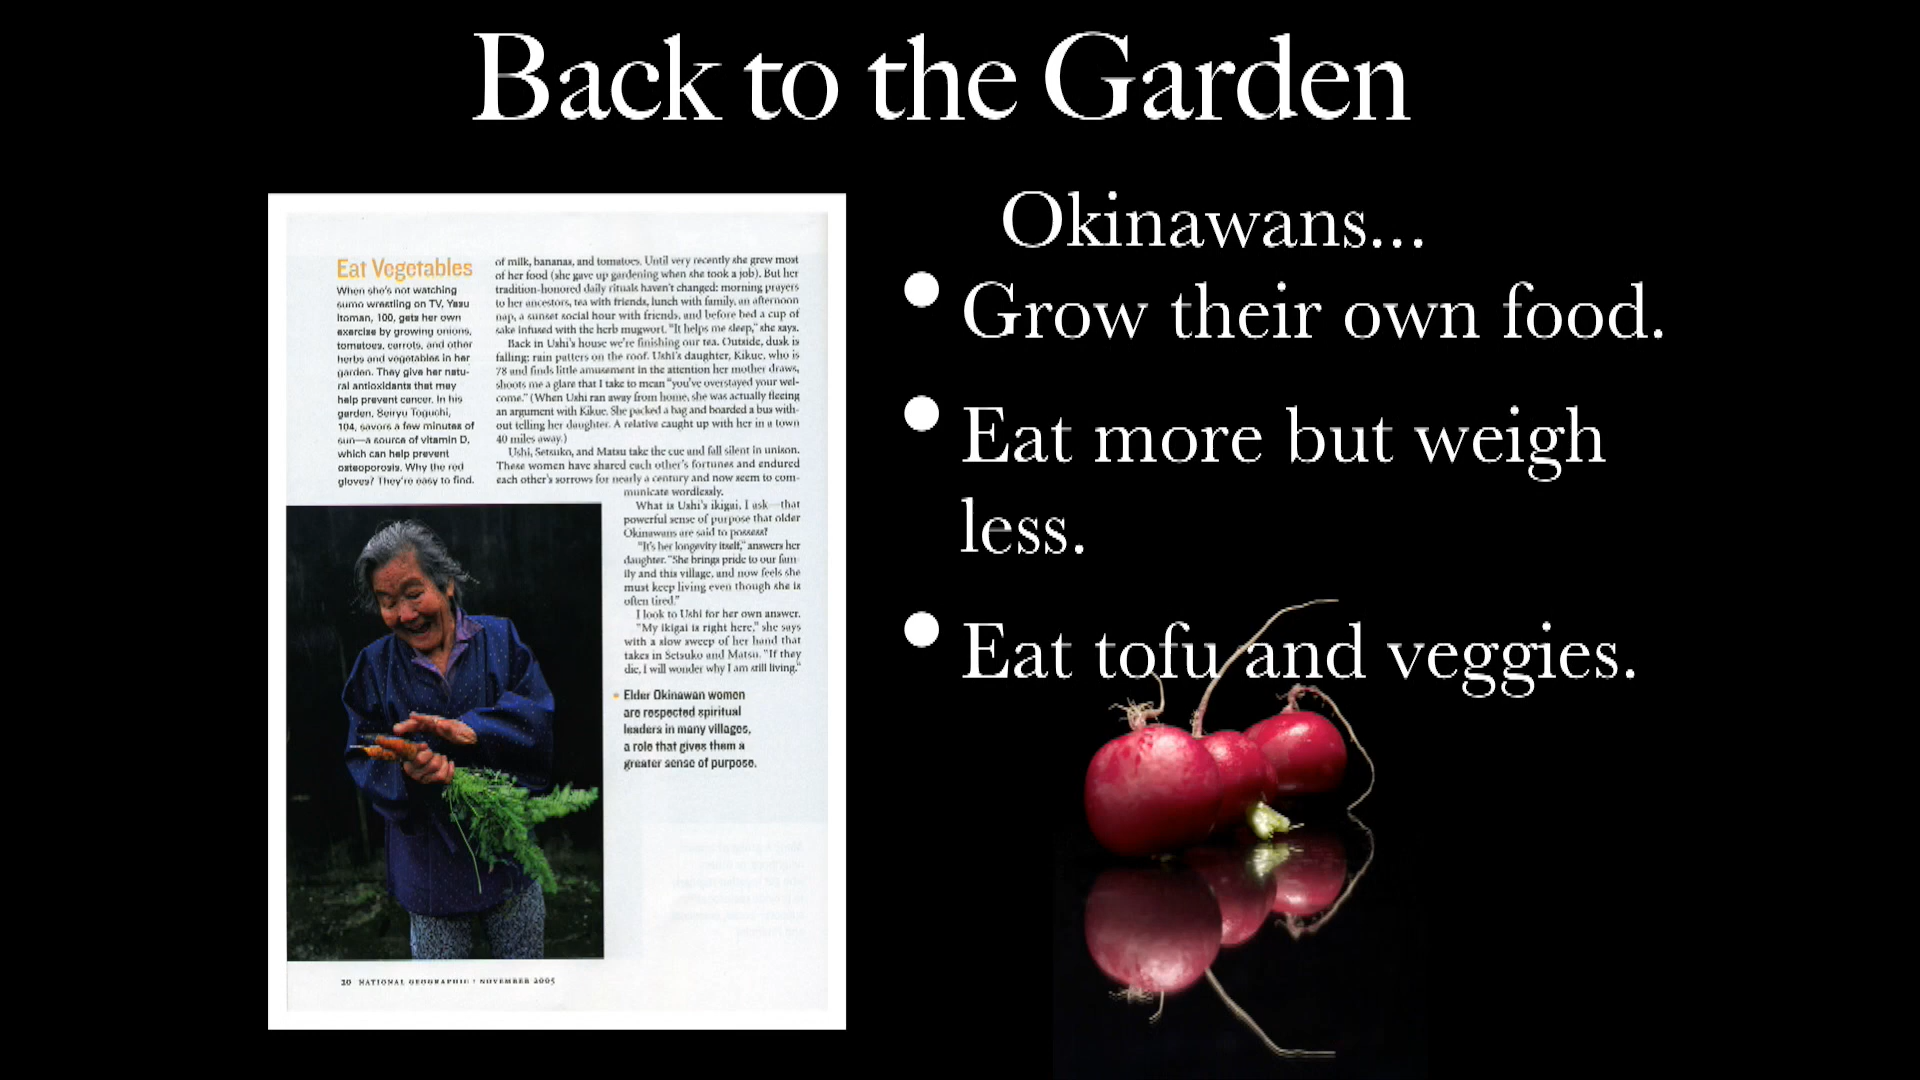 Back to the Garden
Eat Vegetables
When she's not watching
sumo wrestling on TV, Yasu
Itoman, 100, gets her own
exercise by growing onions,
tomatoes, carrots, and other
herbs and vegetables in her
garden. They give her natu-
ral antioxidants that may
help prevent cancer. In his
garden, Seiryu Toguchi,
104, savors a few minutes of
sun—a source of vitamin D,
which can help prevent
osteoporosis. Why the red
gloves? They're easy to find.
of milk, bananas, and tomatoes. Until very recently she grew most
of her food (she gave up gardening when she took a job). But her
tradition-honored daily rituals haven't changed: morning prayers
to her ancestors, tea with friends, lunch with family, an afternoon
nap, a sunset social hour with friends, and before bed a cup of
sake infused with the herb mugwort. "It helps me sleep," she says.
Back in Ushi's house we're finishing our tea. Outside, dusk is
falling; rain patters on the roof. Ushi's daughter, Kikue, who is
78 and finds little amusement in the attention her mother draws,
shoots me a glare that I take to mean "you've overstayed your wel-
come." (When Ushi ran away from home, she was actually fleeing
an argument with Kikue. She packed a bag and boarded a bus with-
out telling her daughter. A relative caught up with her in a town
40 miles away.)
Ushi, Setsuko, and Matsu take the cue and fall silent in unison.
These women have shared each other's fortunes and endured
each other's sorrows for nearly a century and now seem to com-
municate wordlessly.
What is Ushi's ikigai, I ask—that
powerful sense of purpose that older
Okinawans are said to possess?
"It's her longevity itself," answers her
daughter. "She brings pride to our fam-
ily and this village, and now feels she
must keep living even though she is
often tired."
I look to Ushi for her own answer.
"My ikigai is right here," she says
with a slow sweep of her hand that
takes in Setsuko and Matsu. "If they
die, I will wonder why I am still living."
Elder Okinawan women
are respected spiritual
leaders in many villages,
a role that gives them a
greater sense of purpose.
20 NATIONAL GEOGRAPHIC • NOVEMBER 2005
Okinawans...
• Grow their own food.
• Eat more but weigh
less.
• Eat tofu and veggies.